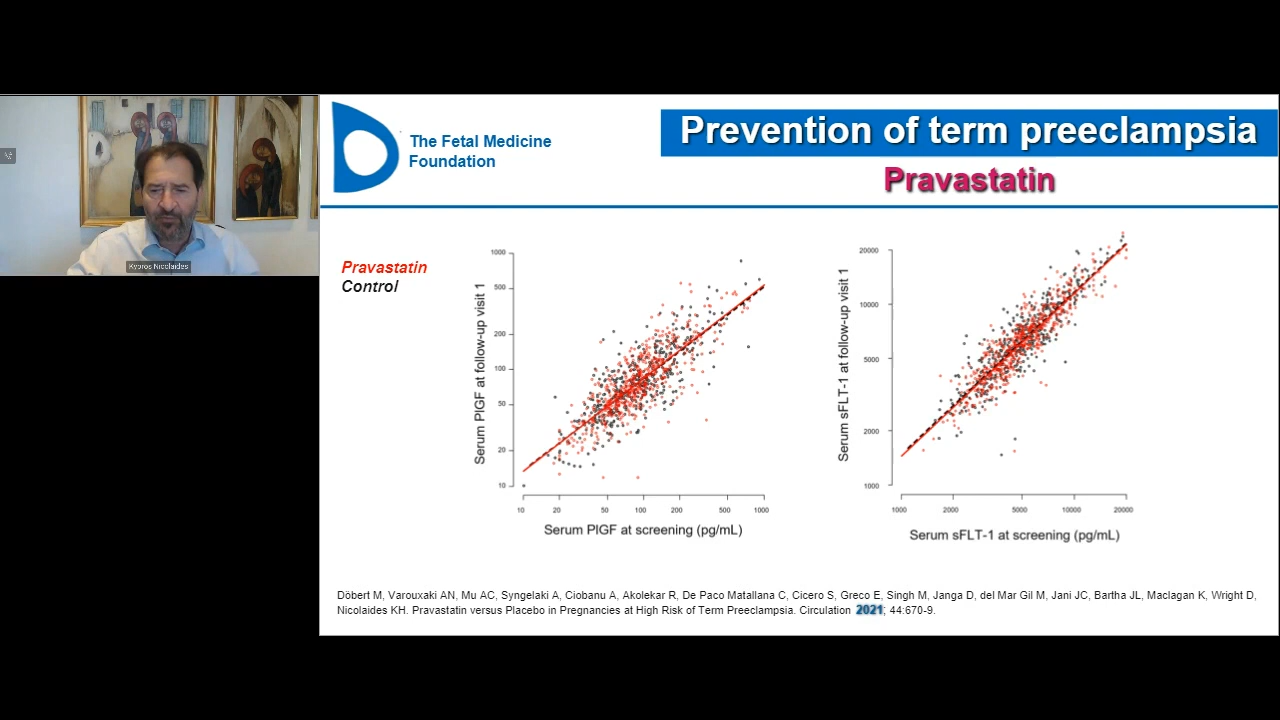 The Fetal Medicine
Foundation
Prevention of term preeclampsia
Pravastatin
Kypros Nicolaides
Pravastatin
Control
Serum PlGF at follow-up visit 1
1000
500
200
100
50
20
10
10 20 50 100 200 500 1000
Serum PlGF at screening (pg/mL)
Serum sFLT-1 at follow-up visit 1
20000
10000
5000
2000
1000
1000 2000 5000 10000 20000
Serum sFLT-1 at screening (pg/mL)
Döbert M, Varouxaki AN, Mu AC, Syngelaki A, Ciobanu A, Akolekar R, De Paco Matallana C, Cicero S, Greco E, Singh M, Janga D, del Mar Gil M, Jani JC, Bartha JL, Maclagan K, Wright D,
Nicolaides KH. Pravastatin versus Placebo in Pregnancies at High Risk of Term Preeclampsia. Circulation 2021; 44:670-9.